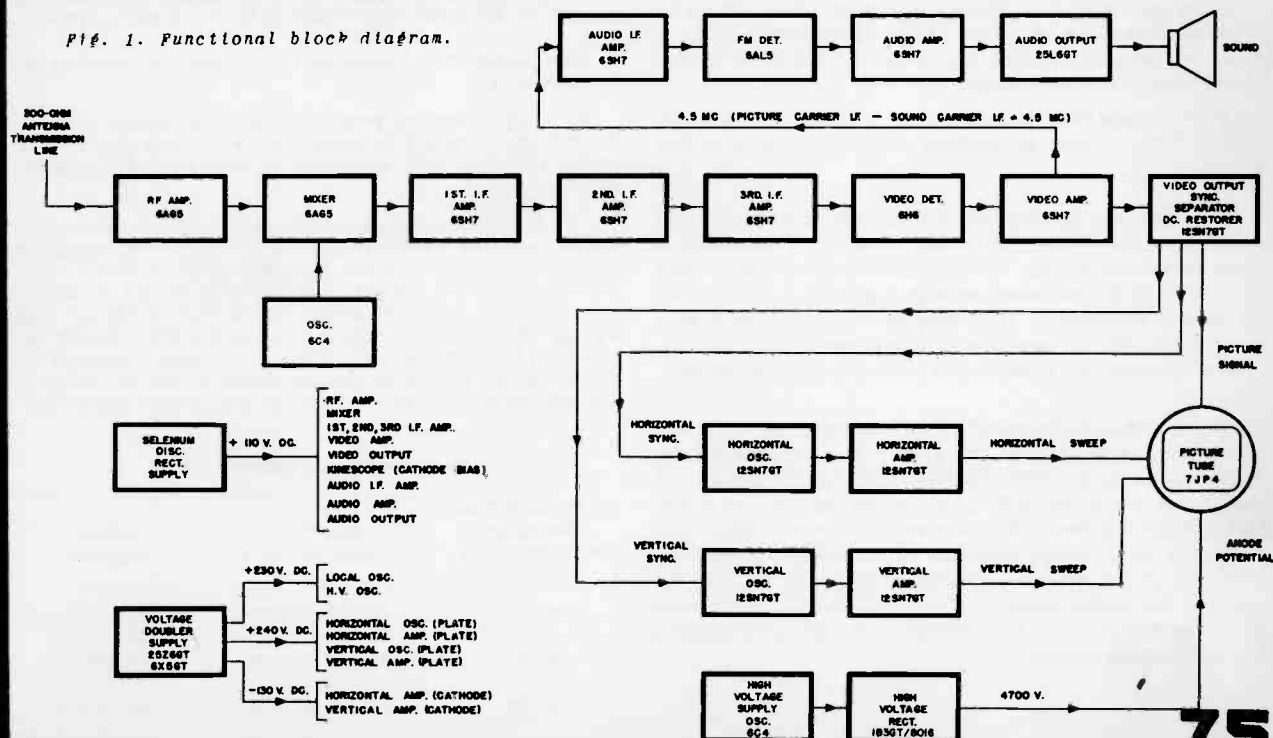 Fig. 1. Functional block diagram.
AUDIO I.F.
AMP.
6SH7
FM DET.
6AL5
AUDIO AMP.
6SH7
AUDIO OUTPUT
25L6GT
SOUND
300-OHM
ANTENNA
TRANSMISSION
LINE
4.5 MC (PICTURE CARRIER I.F. — SOUND CARRIER I.F. = 4.5 MC)
RF AMP.
6AG5
MIXER
6AG5
1ST. I.F.
AMP.
6SH7
2ND. I.F.
AMP.
6SH7
3RD. I.F.
AMP.
6SH7
VIDEO DET.
6H6
VIDEO AMP.
6SH7
VIDEO OUTPUT
SYNC.
SEPARATOR
DC. RESTORER
12SN7GT
OSC.
6C4
PICTURE
SIGNAL
SELENIUM
DISC.
RECT.
SUPPLY
+ 110 V. DC.
RF. AMP.
MIXER
1ST, 2ND, 3RD I.F. AMP.
VIDEO AMP.
VIDEO OUTPUT
KINESCOPE (CATHODE BIAS)
AUDIO I.F. AMP.
AUDIO AMP.
AUDIO OUTPUT
HORIZONTAL
SYNC.
HORIZONTAL
OSC.
12SN7GT
HORIZONTAL
AMP.
12SN7GT
HORIZONTAL SWEEP
PICTURE
TUBE
7JP4
VERTICAL
SYNC.
VERTICAL
OSC.
12SN7GT
VERTICAL
AMP.
12SN7GT
VERTICAL SWEEP
ANODE
POTENTIAL
VOLTAGE
DOUBLER
SUPPLY
25Z6GT
6X5GT
+230 V. DC.
LOCAL OSC.
H.V. OSC.
+240 V. DC.
HORIZONTAL OSC. (PLATE)
HORIZONTAL AMP. (PLATE)
VERTICAL OSC. (PLATE)
VERTICAL AMP. (PLATE)
-130 V. DC.
HORIZONTAL AMP. (CATHODE)
VERTICAL AMP. (CATHODE)
HIGH
VOLTAGE
SUPPLY
OSC.
6C4
HIGH
VOLTAGE
RECT.
1B3GT/8016
4700 V.
75